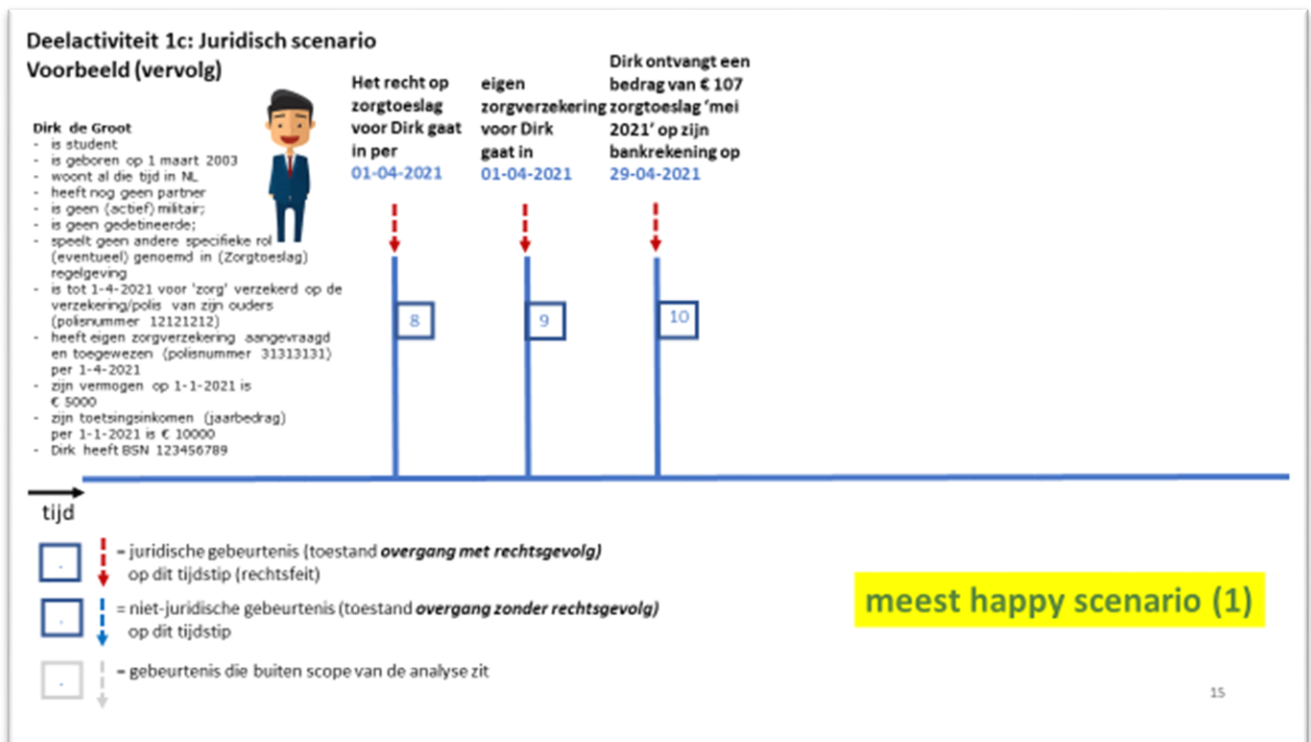 Deelactiviteit 1c: Juridisch scenario
Voorbeeld (vervolg)
Dirk de Groot
- is student
- is geboren op 1 maart 2003
- woont al die tijd in NL
- heeft nog geen partner
- is geen (actief) militair;
- is geen gedetineerde;
- speelt geen andere specifieke rol
(eventueel) genoemd in (Zorgtoeslag)
regelgeving
- is tot 1-4-2021 voor 'zorg' verzekerd op de
verzekering/polis van zijn ouders
(polisnummer 12121212)
- heeft eigen zorgverzekering aangevraagd
en toegewezen (polisnummer 31313131)
per 1-4-2021
- zijn vermogen op 1-1-2021 is
€ 5000
- zijn toetsingsinkomen (jaarbedrag)
per 1-1-2021 is € 10000
- Dirk heeft BSN 123456789
Het recht op
zorgtoeslag
voor Dirk gaat
in per
01-04-2021
eigen
zorgverzekering
voor Dirk
gaat in
01-04-2021
Dirk ontvangt een
bedrag van € 107
zorgtoeslag 'mei
2021' op zijn
bankrekening op
29-04-2021
8
9
10
tijd
= juridische gebeurtenis (toestand overgang met rechtsgevolg)
op dit tijdstip (rechtsfeit)
= niet-juridische gebeurtenis (toestand overgang zonder rechtsgevolg)
op dit tijdstip
= gebeurtenis die buiten scope van de analyse zit
meest happy scenario (1)
15